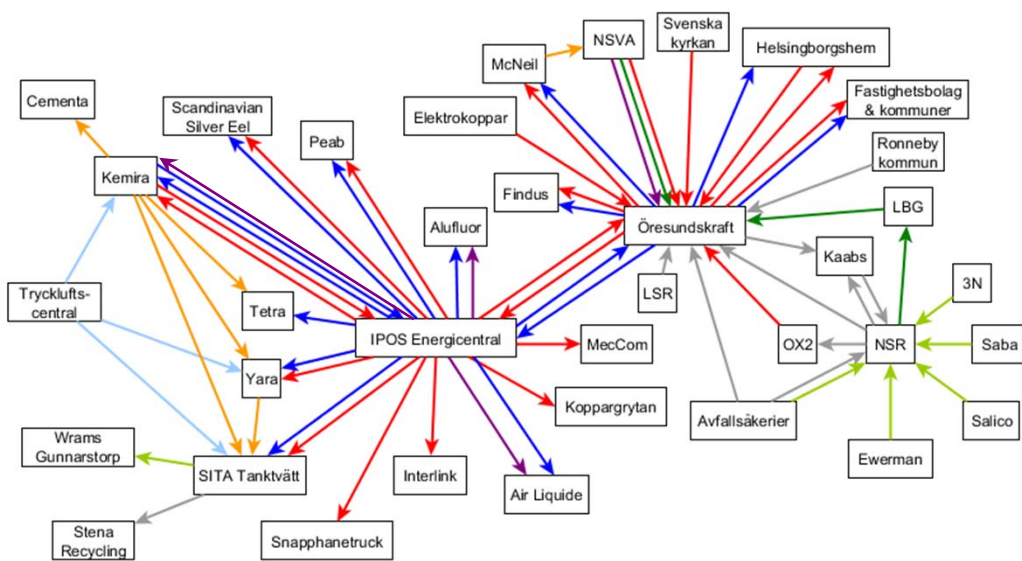 Svenska
kyrkan
NSVA
Helsingborgshem
McNeil
Cementa
Scandinavian
Silver Eel
Elektrokoppar
Fastighetsbolag
& kommuner
Peab
Ronneby
kommun
Kemira
Findus
LBG
Alufluor
Öresundskraft
Kaabs
Trycklufts-
central
LSR
3N
Tetra
IPOS Energicentral
MecCom
OX2
NSR
Saba
Yara
Koppargrytan
Avfallsåkerier
Salico
Wrams
Gunnarstorp
SITA Tanktvätt
Interlink
Ewerman
Air Liquide
Stena
Recycling
Snapphanetruck